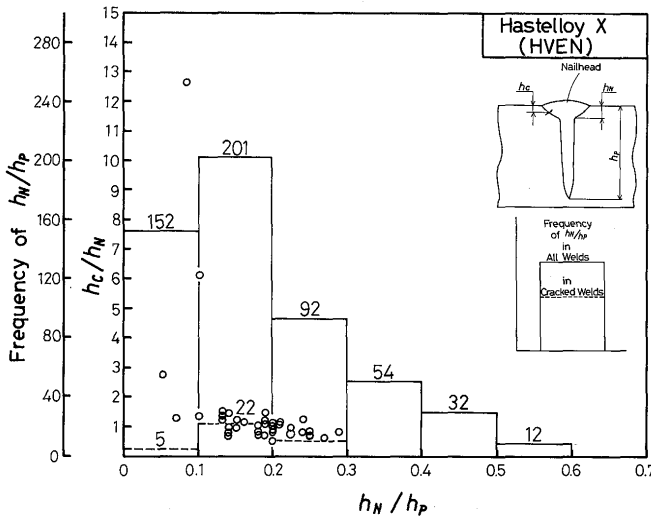 Hastelloy X
(HVEN)
Nailhead
hC
hN
hP
Frequency
of hN/hP
in
All Welds
in
Cracked Welds
Frequency of hN/hP
280
240
200
160
120
80
40
0
hC/hN
15
14
13
12
11
10
9
8
7
6
5
4
3
2
1
152
201
92
54
32
12
22
5
0
0.1
0.2
0.3
0.4
0.5
0.6
0.7
hN/hP